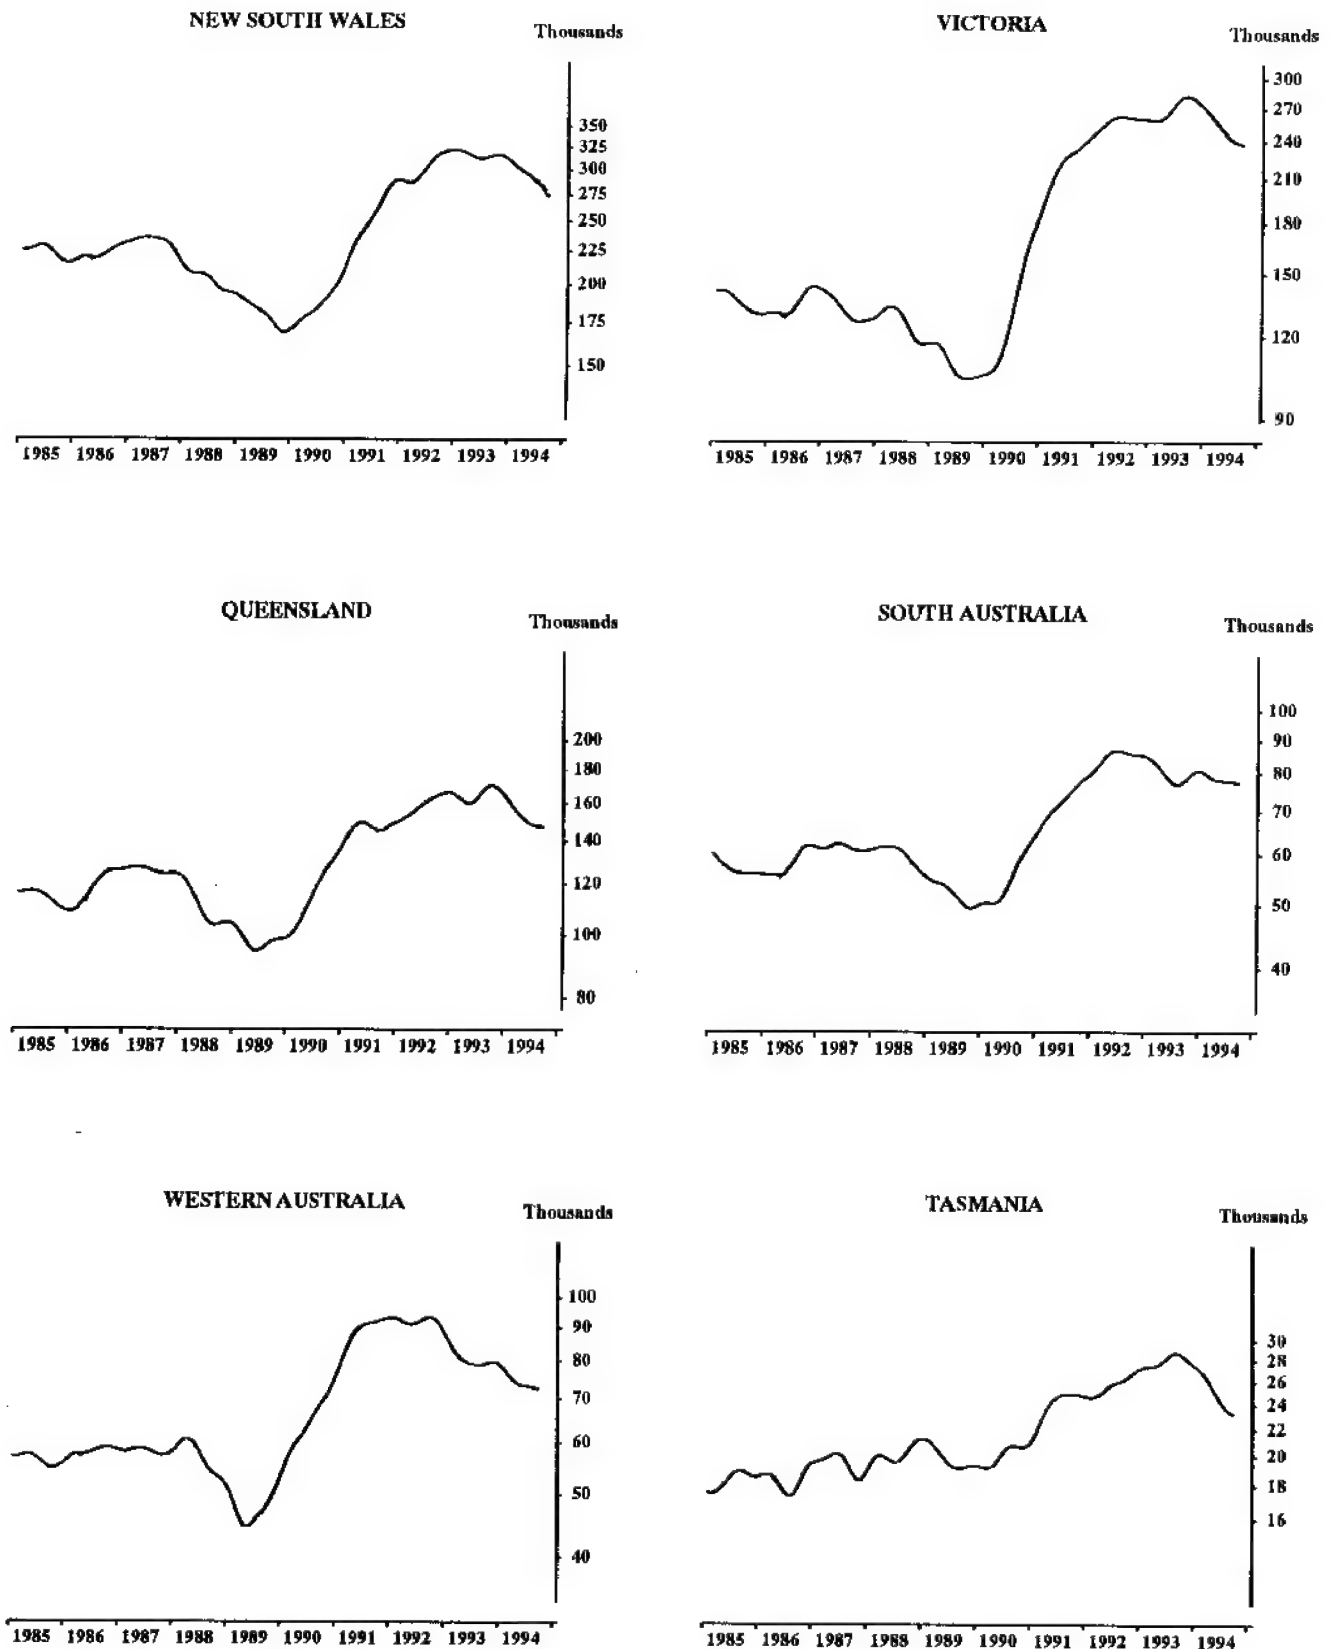 NEW SOUTH WALES
Thousands
350
325
300
275
250
225
200
175
150
1985 1986 1987 1988 1989 1990 1991 1992 1993 1994
VICTORIA
Thousands
300
270
240
210
180
150
120
90
1985 1986 1987 1988 1989 1990 1991 1992 1993 1994
QUEENSLAND
Thousands
200
180
160
140
120
100
80
1985 1986 1987 1988 1989 1990 1991 1992 1993 1994
SOUTH AUSTRALIA
Thousands
100
90
80
70
60
50
40
1985 1986 1987 1988 1989 1990 1991 1992 1993 1994
WESTERN AUSTRALIA
Thousands
100
90
80
70
60
50
40
1985 1986 1987 1988 1989 1990 1991 1992 1993 1994
TASMANIA
Thousands
30
28
26
24
22
20
18
16
1985 1986 1987 1988 1989 1990 1991 1992 1993 1994